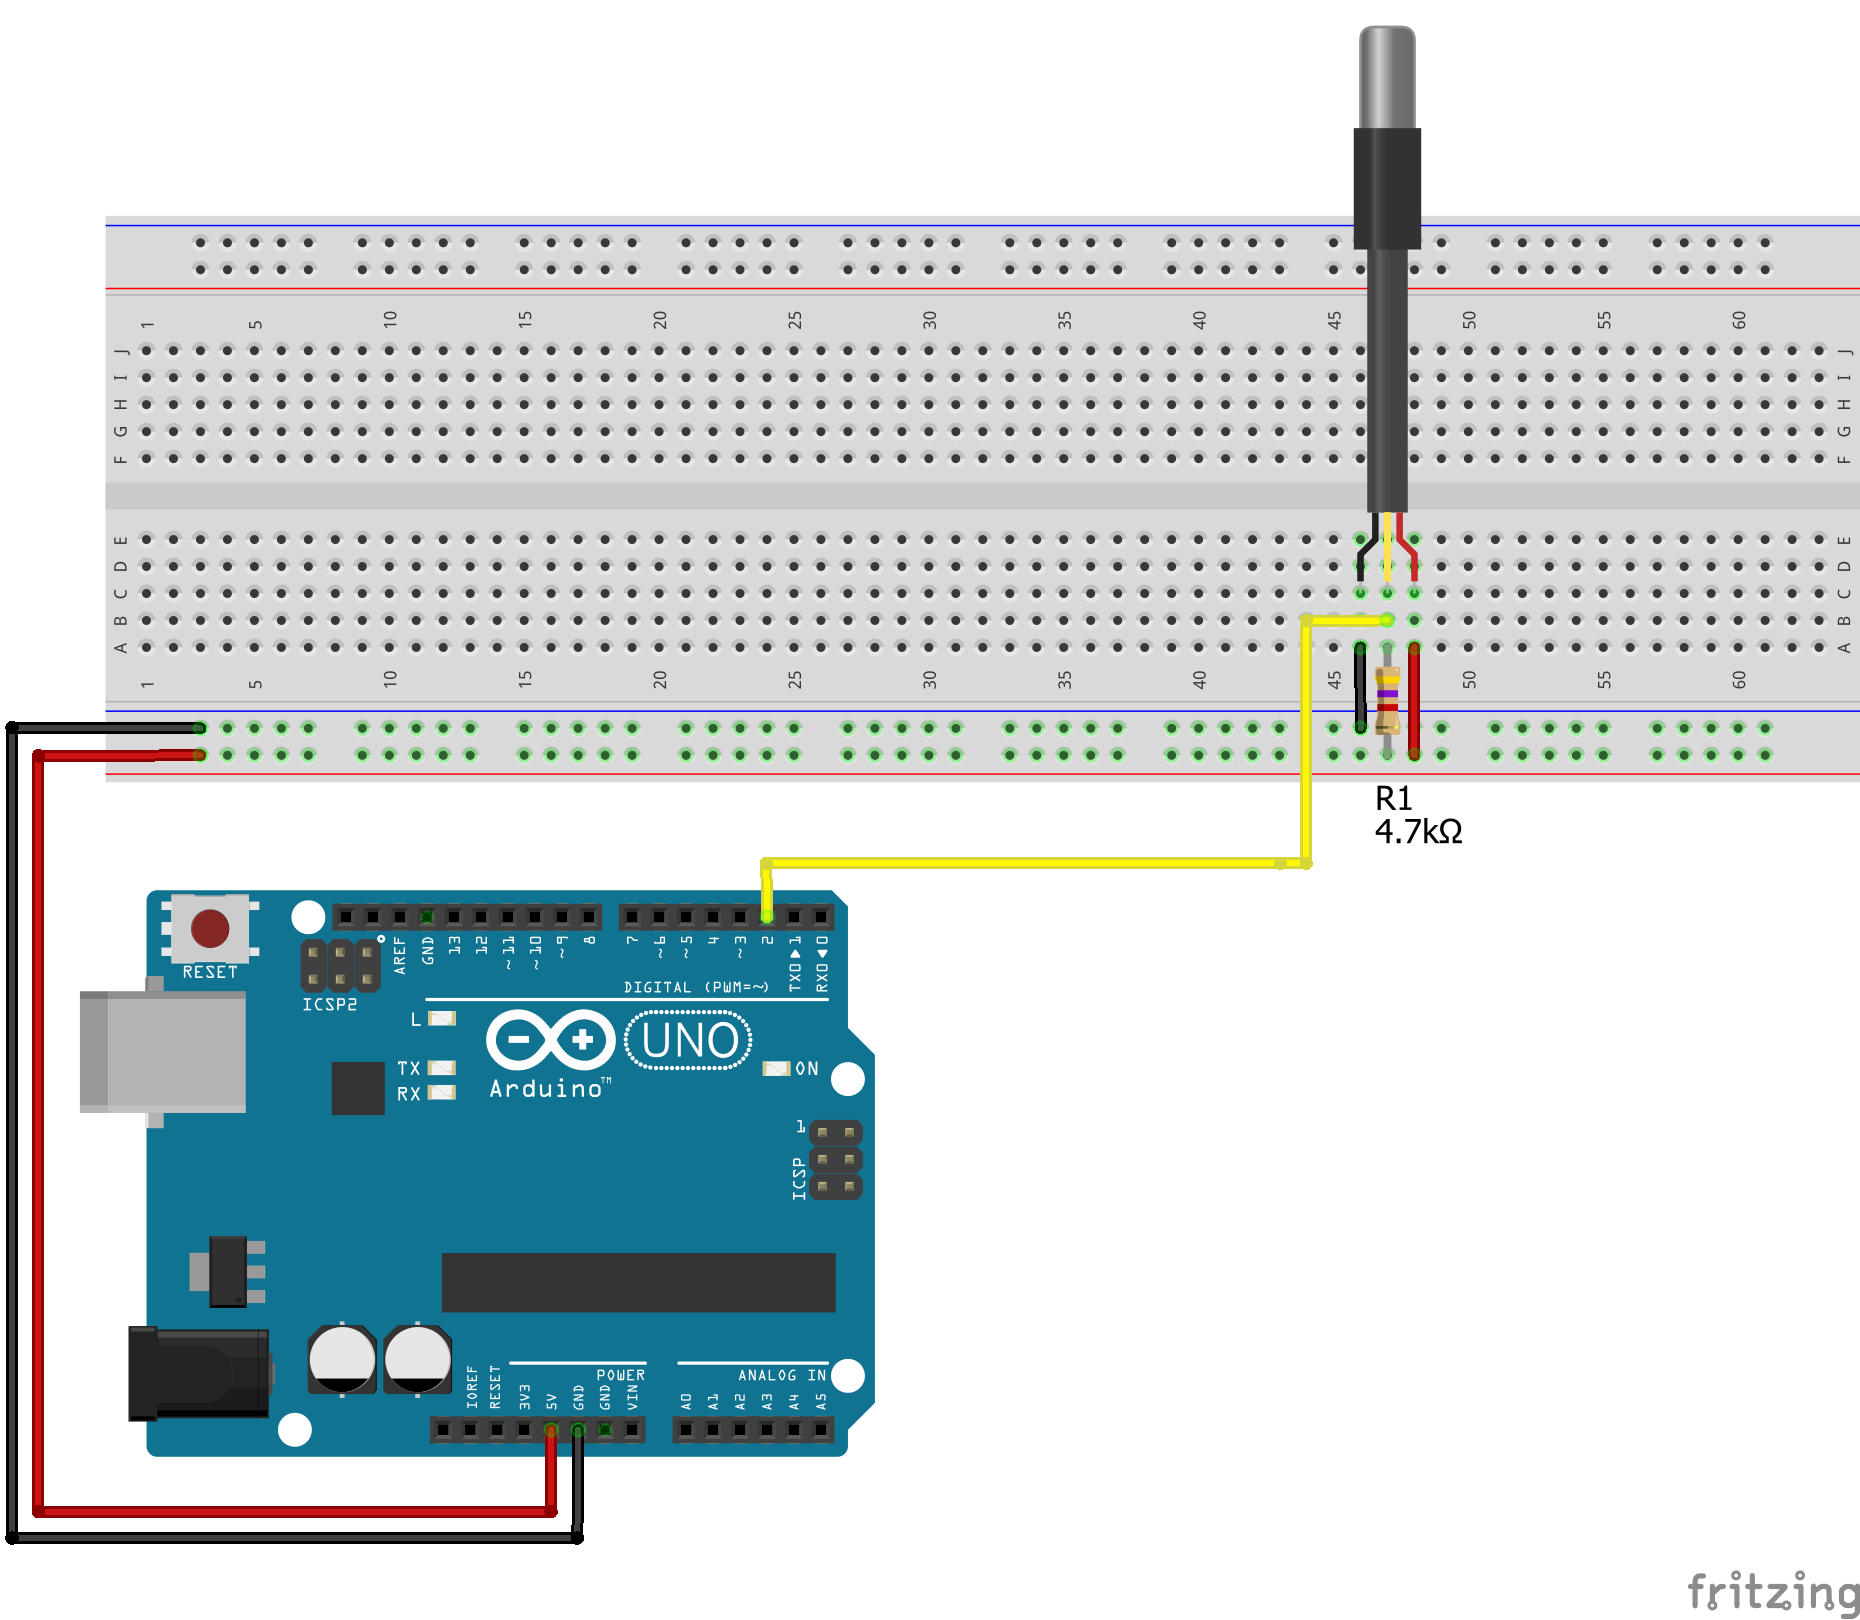 1 5 10 15 20 25 30 35 40 45 50 55 60
J J
I I
H H
G G
F F
E E
D D
C C
B B
A A
1 5 10 15 20 25 30 35 40 45 50 55 60
R1
4.7kΩ
RESET
ICSP2
AREF GND 13 12 ~11 ~10 ~9 8 7 ~6 ~5 4 ~3 2 TX0▶1 RX0◀0
DIGITAL (PWM=~)
L
TX
RX
UNO
Arduino™
ON
1
ICSP
POWER
ANALOG IN
IOREF RESET 3V3 5V GND GND VIN A0 A1 A2 A3 A4 A5
fritzing